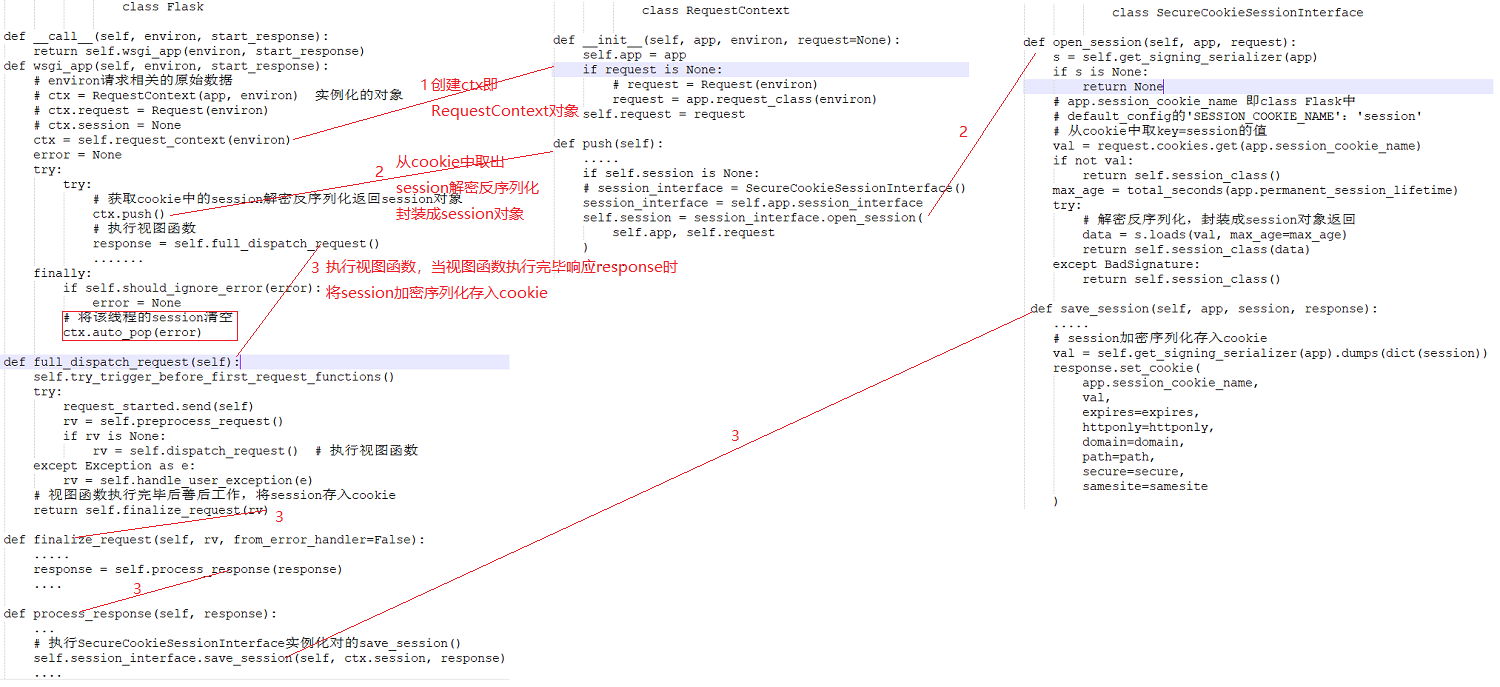 class Flask
def __call__(self, environ, start_response):
    return self.wsgi_app(environ, start_response)
def wsgi_app(self, environ, start_response):
    # environ请求相关的原始数据
    # ctx = RequestContext(app, environ)  实例化的对象
    # ctx.request = Request(environ)
    # ctx.session = None
    ctx = self.request_context(environ)
    error = None
    try:
        try:
            # 获取cookie中的session解密反序列化返回session对象
            ctx.push()
            # 执行视图函数
            response = self.full_dispatch_request()
            .......
    finally:
        if self.should_ignore_error(error):
            error = None
        # 将该线程的session清空
        ctx.auto_pop(error)
def full_dispatch_request(self):
    self.try_trigger_before_first_request_functions()
    try:
        request_started.send(self)
        rv = self.preprocess_request()
        if rv is None:
            rv = self.dispatch_request()  # 执行视图函数
    except Exception as e:
        rv = self.handle_user_exception(e)
    # 视图函数执行完毕后善后工作，将session存入cookie
    return self.finalize_request(rv)
3
def finalize_request(self, rv, from_error_handler=False):
    .....
    response = self.process_response(response)
    ....
3
def process_response(self, response):
    ...
    # 执行SecureCookieSessionInterface实例化对的save_session()
    self.session_interface.save_session(self, ctx.session, response)
    ....
1创建ctx即
RequestContext对象
2
从cookie中取出
session解密反序列化
封装成session对象
3 执行视图函数，当视图函数执行完毕响应response时
将session加密序列化存入cookie
class RequestContext
def __init__(self, app, environ, request=None):
    self.app = app
    if request is None:
        # request = Request(environ)
        request = app.request_class(environ)
    self.request = request
def push(self):
    .....
    if self.session is None:
    # session_interface = SecureCookieSessionInterface()
    session_interface = self.app.session_interface
    self.session = session_interface.open_session(
        self.app, self.request
    )
2
3
class SecureCookieSessionInterface
def open_session(self, app, request):
    s = self.get_signing_serializer(app)
    if s is None:
        return None
    # app.session_cookie_name 即class Flask中
    # default_config的'SESSION_COOKIE_NAME'：'session'
    # 从cookie中取key=session的值
    val = request.cookies.get(app.session_cookie_name)
    if not val:
        return self.session_class()
    max_age = total_seconds(app.permanent_session_lifetime)
    try:
        # 解密反序列化，封装成session对象返回
        data = s.loads(val, max_age=max_age)
        return self.session_class(data)
    except BadSignature:
        return self.session_class()
def save_session(self, app, session, response):
    .....
    # session加密序列化存入cookie
    val = self.get_signing_serializer(app).dumps(dict(session))
    response.set_cookie(
        app.session_cookie_name,
        val,
        expires=expires,
        httponly=httponly,
        domain=domain,
        path=path,
        secure=secure,
        samesite=samesite
    )